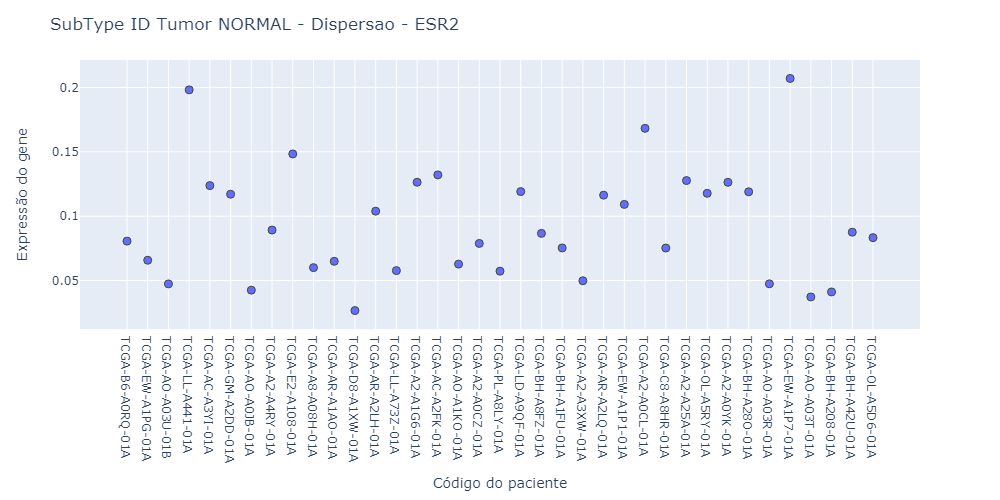 SubType ID Tumor NORMAL - Dispersao - ESR2
Expressão do gene
0.2
0.15
0.1
0.05
TCGA-B6-A0RQ-01A
TCGA-EW-A1PG-01A
TCGA-AO-A03U-01B
TCGA-LL-A441-01A
TCGA-AC-A3YI-01A
TCGA-GM-A2DD-01A
TCGA-AO-A0JB-01A
TCGA-A2-A4RY-01A
TCGA-E2-A108-01A
TCGA-A8-A08H-01A
TCGA-AR-A1AO-01A
TCGA-D8-A1XW-01A
TCGA-AR-A2LH-01A
TCGA-LL-A73Z-01A
TCGA-A2-A1G6-01A
TCGA-AC-A2FK-01A
TCGA-AQ-A1KO-01A
TCGA-A2-A0CZ-01A
TCGA-PL-A8LY-01A
TCGA-LD-A9QF-01A
TCGA-BH-A8FZ-01A
TCGA-BH-A1FU-01A
TCGA-A2-A3XW-01A
TCGA-AR-A2LQ-01A
TCGA-EW-A1P1-01A
TCGA-A2-A0CL-01A
TCGA-C8-A8HR-01A
TCGA-A2-A25A-01A
TCGA-OL-A5RY-01A
TCGA-A2-A0YK-01A
TCGA-BH-A28O-01A
TCGA-AO-A03R-01A
TCGA-EW-A1P7-01A
TCGA-AO-A03T-01A
TCGA-BH-A208-01A
TCGA-BH-A42U-01A
TCGA-OL-A5D6-01A
Código do paciente